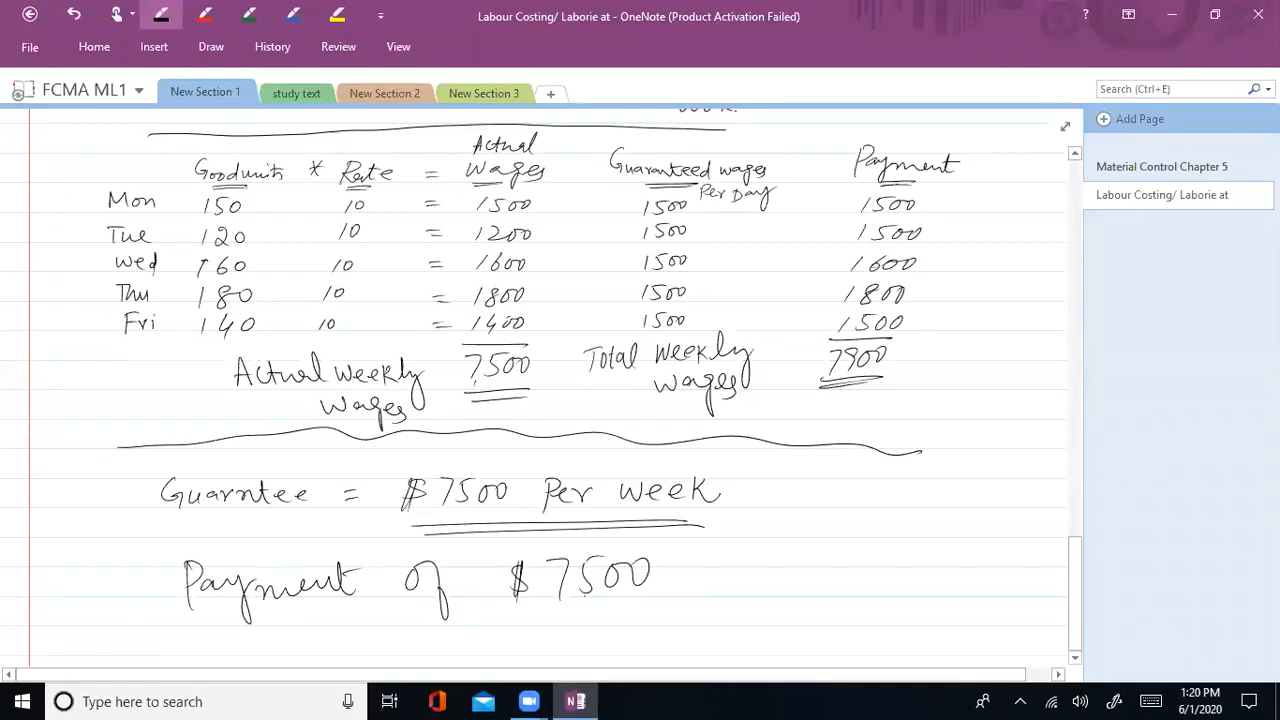 Labour Costing/ Laborie at - OneNote (Product Activation Failed)
File Home Insert Draw History Review View
FCMA ML1 New Section 1 study text New Section 2 New Section 3
Search (Ctrl+E)
Add Page
Material Control Chapter 5
Labour Costing/ Laborie at
Goodunits * Rate = Actual Wages Guaranteed wages Per Day Payment
Mon 150 10 = 1500 1500 1500
Tue 120 10 = 1200 1500 1500
Wed 160 10 = 1600 1500 1600
Thu 180 10 = 1800 1500 1800
Fri 140 10 = 1400 1500 1500
Actual Weekly Wages 7,500 Total Weekly Wages 7900
Guarntee = $7500 Per week
Payment of $7500
Type here to search
1:20 PM
6/1/2020